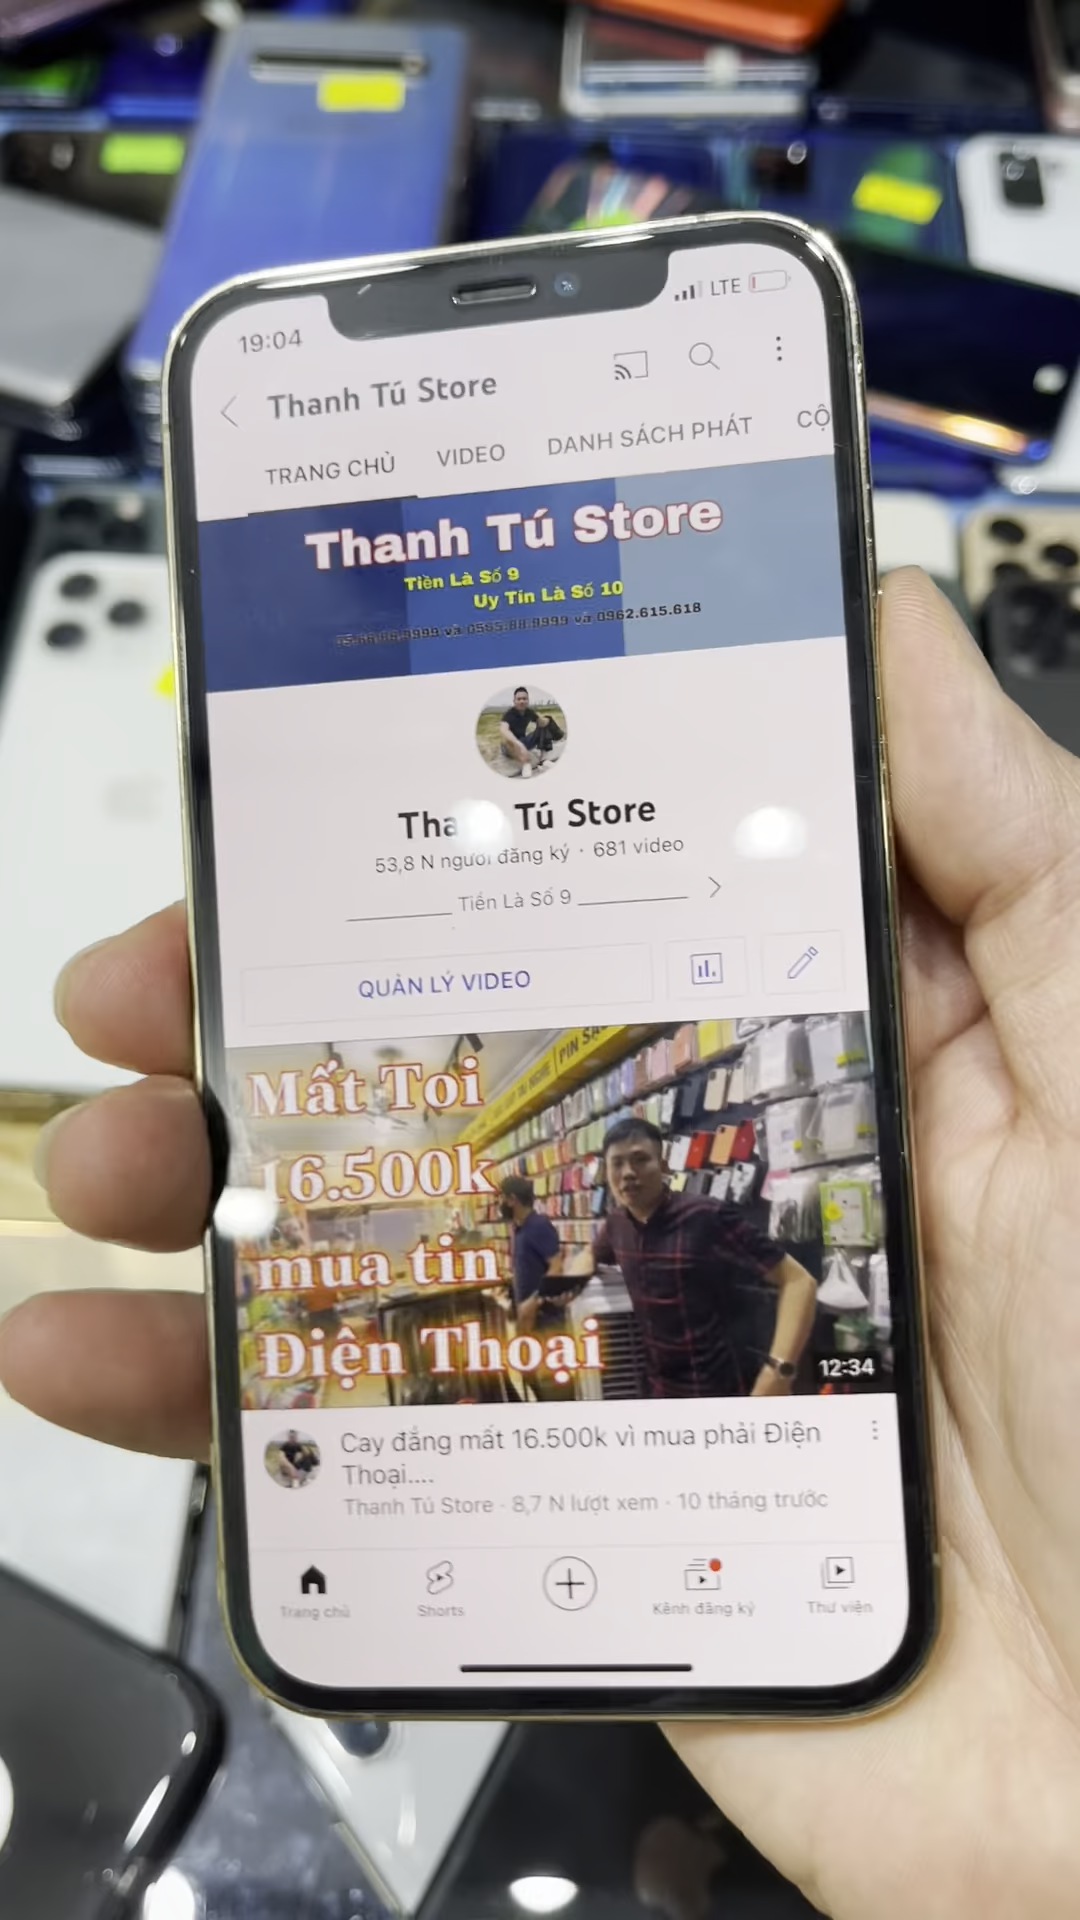 19:04
LTE
Thanh Tú Store
TRANG CHỦ VIDEO DANH SÁCH PHÁT CỘ
Thanh Tú Store
Tiền Là Số 9
Uy Tín Là Số 10
và 0565.88.9999 và 0962.615.618
Tú Store
53,8 N người đăng ký · 681 video
Tiền Là Số 9
QUẢN LÝ VIDEO
PIN
Mất Toi
16.500k
mua tin
Điện Thoại
12:34
Cay đắng mất 16.500k vì mua phải Điện
Thoại....
Thanh Tú Store · 8,7 N lượt xem · 10 tháng trước
Trang chủ Shorts Kênh đăng ký Thư viện